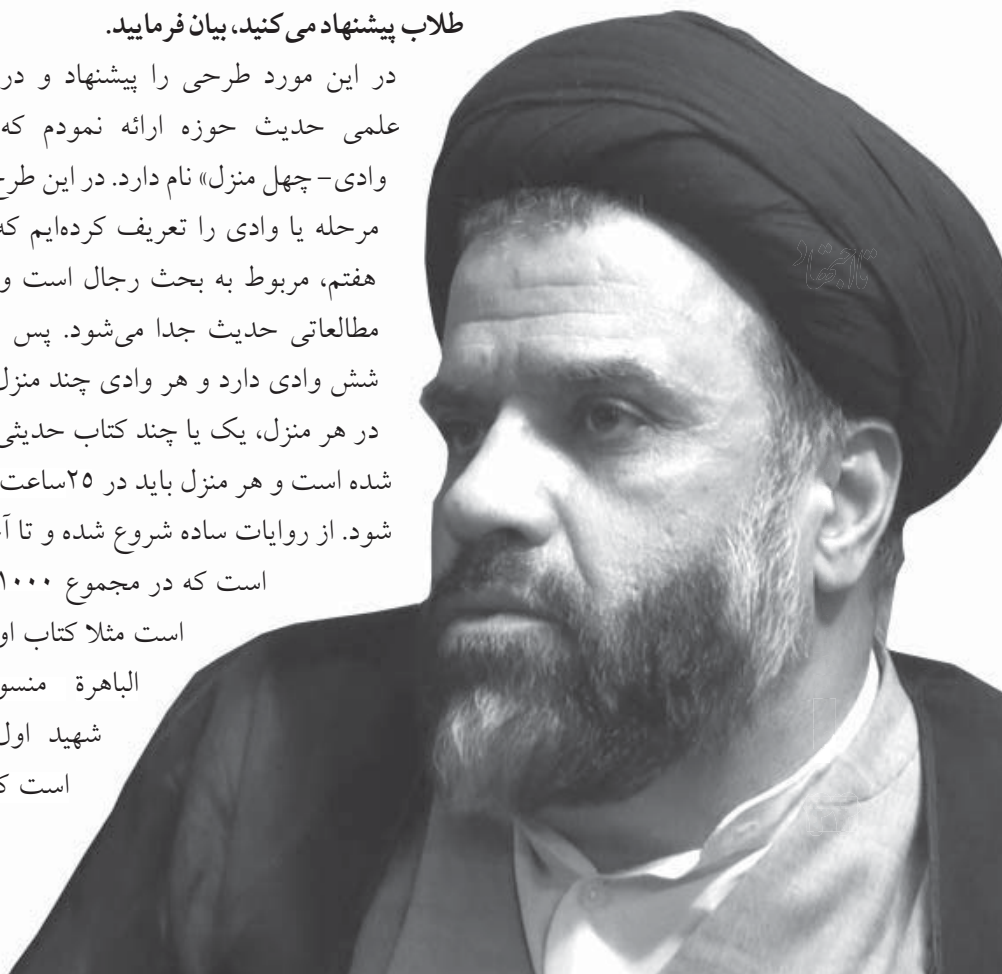 طلاب پیشنهاد می‌کنید، بیان فرمایید.
در این مورد طرحی را پیشنهاد و در
علمی حدیث حوزه ارائه نمودم که
وادی- چهل منزل» نام دارد. در این طرح
مرحله یا وادی را تعریف کرده‌ایم که
هفتم، مربوط به بحث رجال است و
مطالعاتی حدیث جدا می‌شود. پس
شش وادی دارد و هر وادی چند منزل
در هر منزل، یک یا چند کتاب حدیثی
شده است و هر منزل باید در ۲۵ساعت
شود. از روایات ساده شروع شده و تا
است که در مجموع ۱۰۰۰
است مثلا کتاب
الباهرة
شهید اول
است